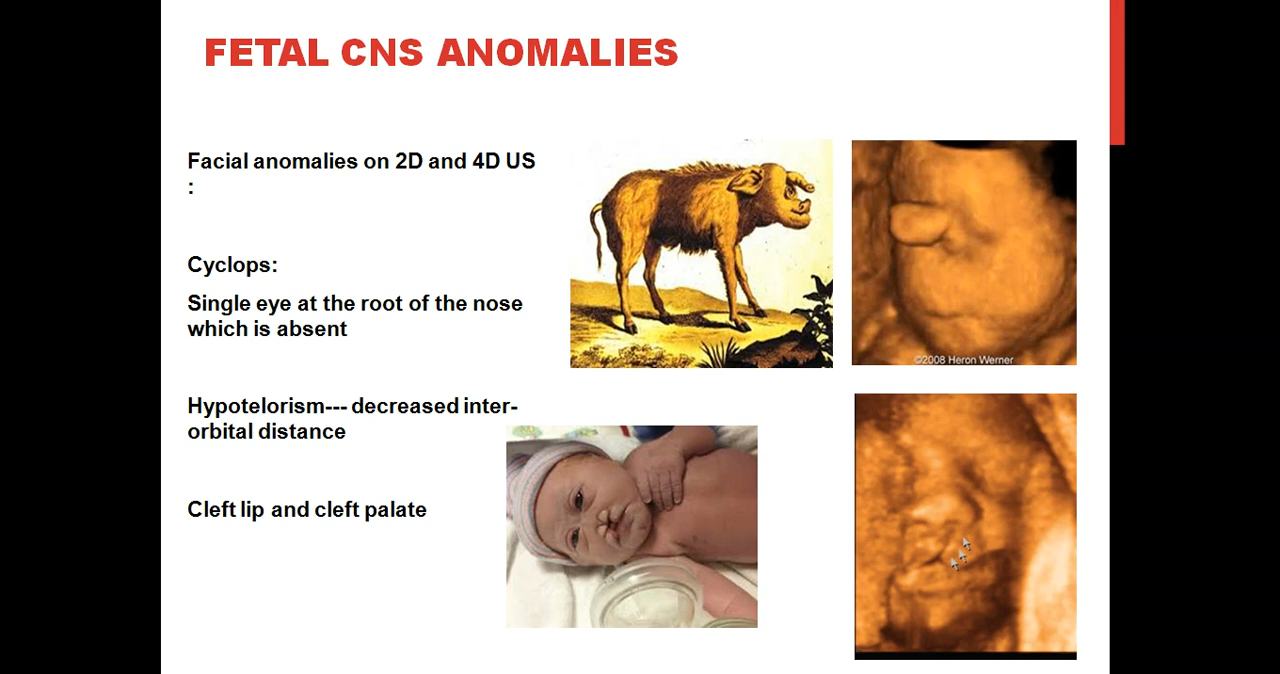 FETAL CNS ANOMALIES
Facial anomalies on 2D and 4D US
:
Cyclops:
Single eye at the root of the nose
which is absent
Hypotelorism--- decreased inter-
orbital distance
Cleft lip and cleft palate
©2008 Heron Werner